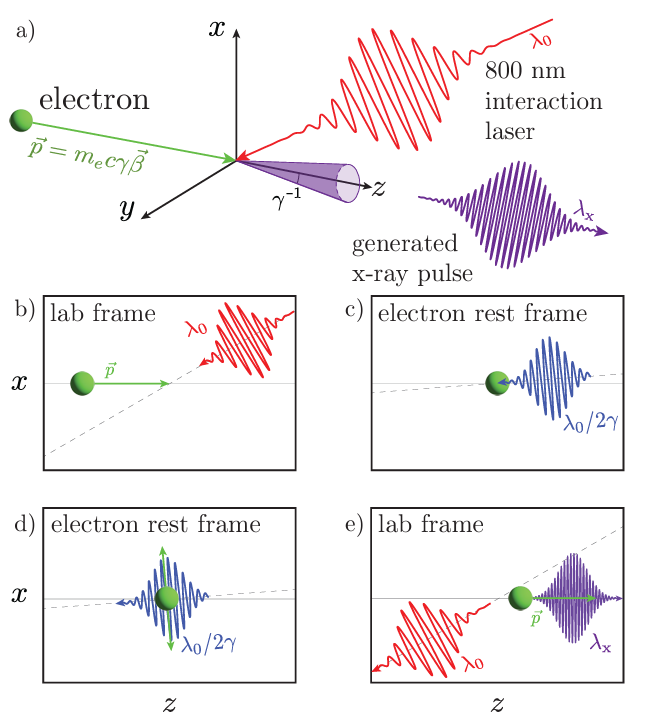 a)
x
λ₀
electron
800 nm
interaction
laser
p⃗ = mₑcγβ⃗
z
γ⁻¹
y
λₓ
generated
x-ray pulse
b)
lab frame
λ₀
p⃗
x
c)
electron rest frame
λ₀/2γ
d)
electron rest frame
x
λ₀/2γ
z
e)
lab frame
p⃗
λ₀
λₓ
z